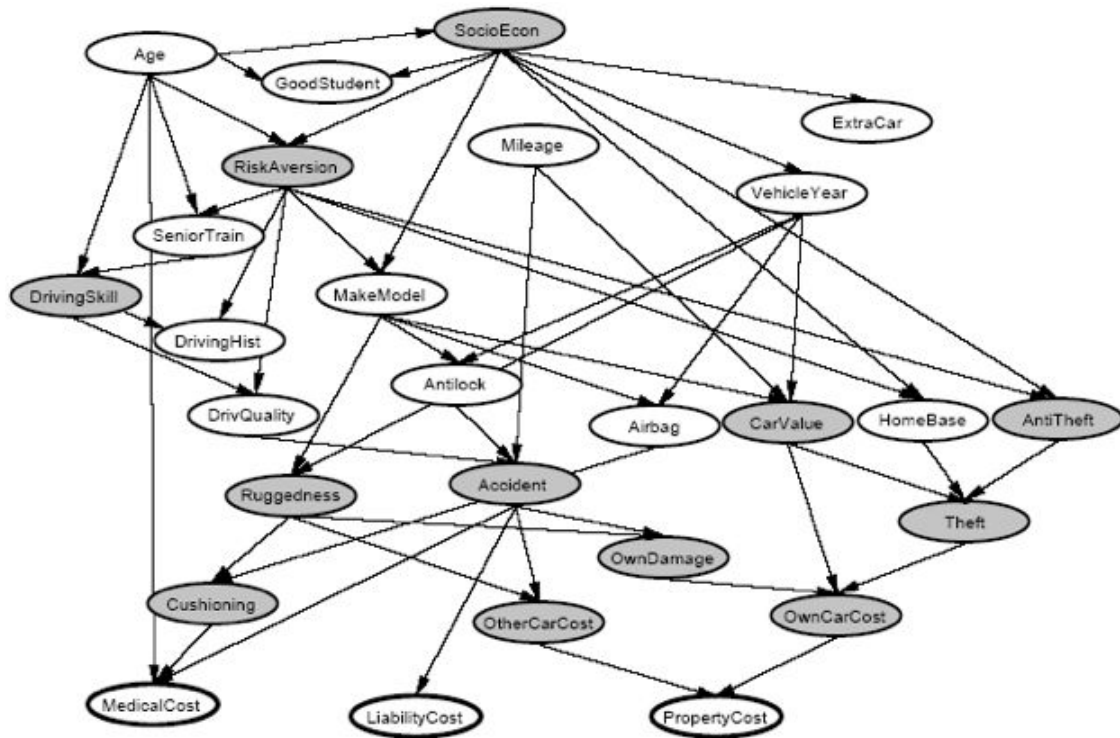 SocioEcon
Age
GoodStudent
ExtraCar
Mileage
RiskAversion
VehicleYear
SeniorTrain
DrivingSkill
MakeModel
DrivingHist
Antilock
DrivQuality
Airbag
CarValue
HomeBase
AntiTheft
Ruggedness
Accident
Theft
OwnDamage
Cushioning
OtherCarCost
OwnCarCost
MedicalCost
LiabilityCost
PropertyCost